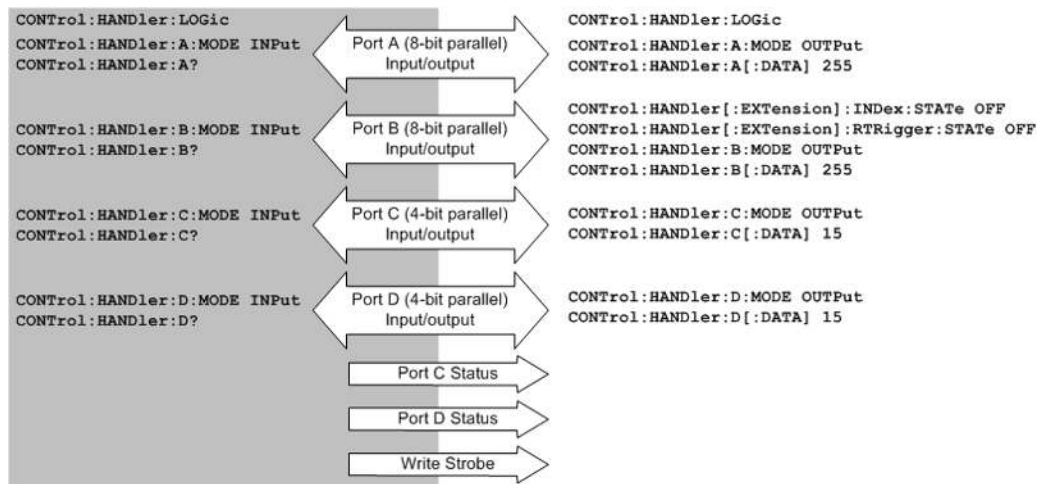 CONTrol:HANDler:LOGic
CONTrol:HANDler:A:MODE INPut
CONTrol:HANDler:A?
Port A (8-bit parallel)
Input/output
CONTrol:HANDler:LOGic
CONTrol:HANDler:A:MODE OUTPut
CONTrol:HANDler:A[:DATA] 255
CONTrol:HANDler:B:MODE INPut
CONTrol:HANDler:B?
Port B (8-bit parallel)
Input/output
CONTrol:HANDler[:EXTension]:INDex:STATe OFF
CONTrol:HANDler[:EXTension]:RTRigger:STATe OFF
CONTrol:HANDler:B:MODE OUTPut
CONTrol:HANDler:B[:DATA] 255
CONTrol:HANDler:C:MODE INPut
CONTrol:HANDler:C?
Port C (4-bit parallel)
Input/output
CONTrol:HANDler:C:MODE OUTPut
CONTrol:HANDler:C[:DATA] 15
CONTrol:HANDler:D:MODE INPut
CONTrol:HANDler:D?
Port D (4-bit parallel)
Input/output
CONTrol:HANDler:D:MODE OUTPut
CONTrol:HANDler:D[:DATA] 15
Port C Status
Port D Status
Write Strobe